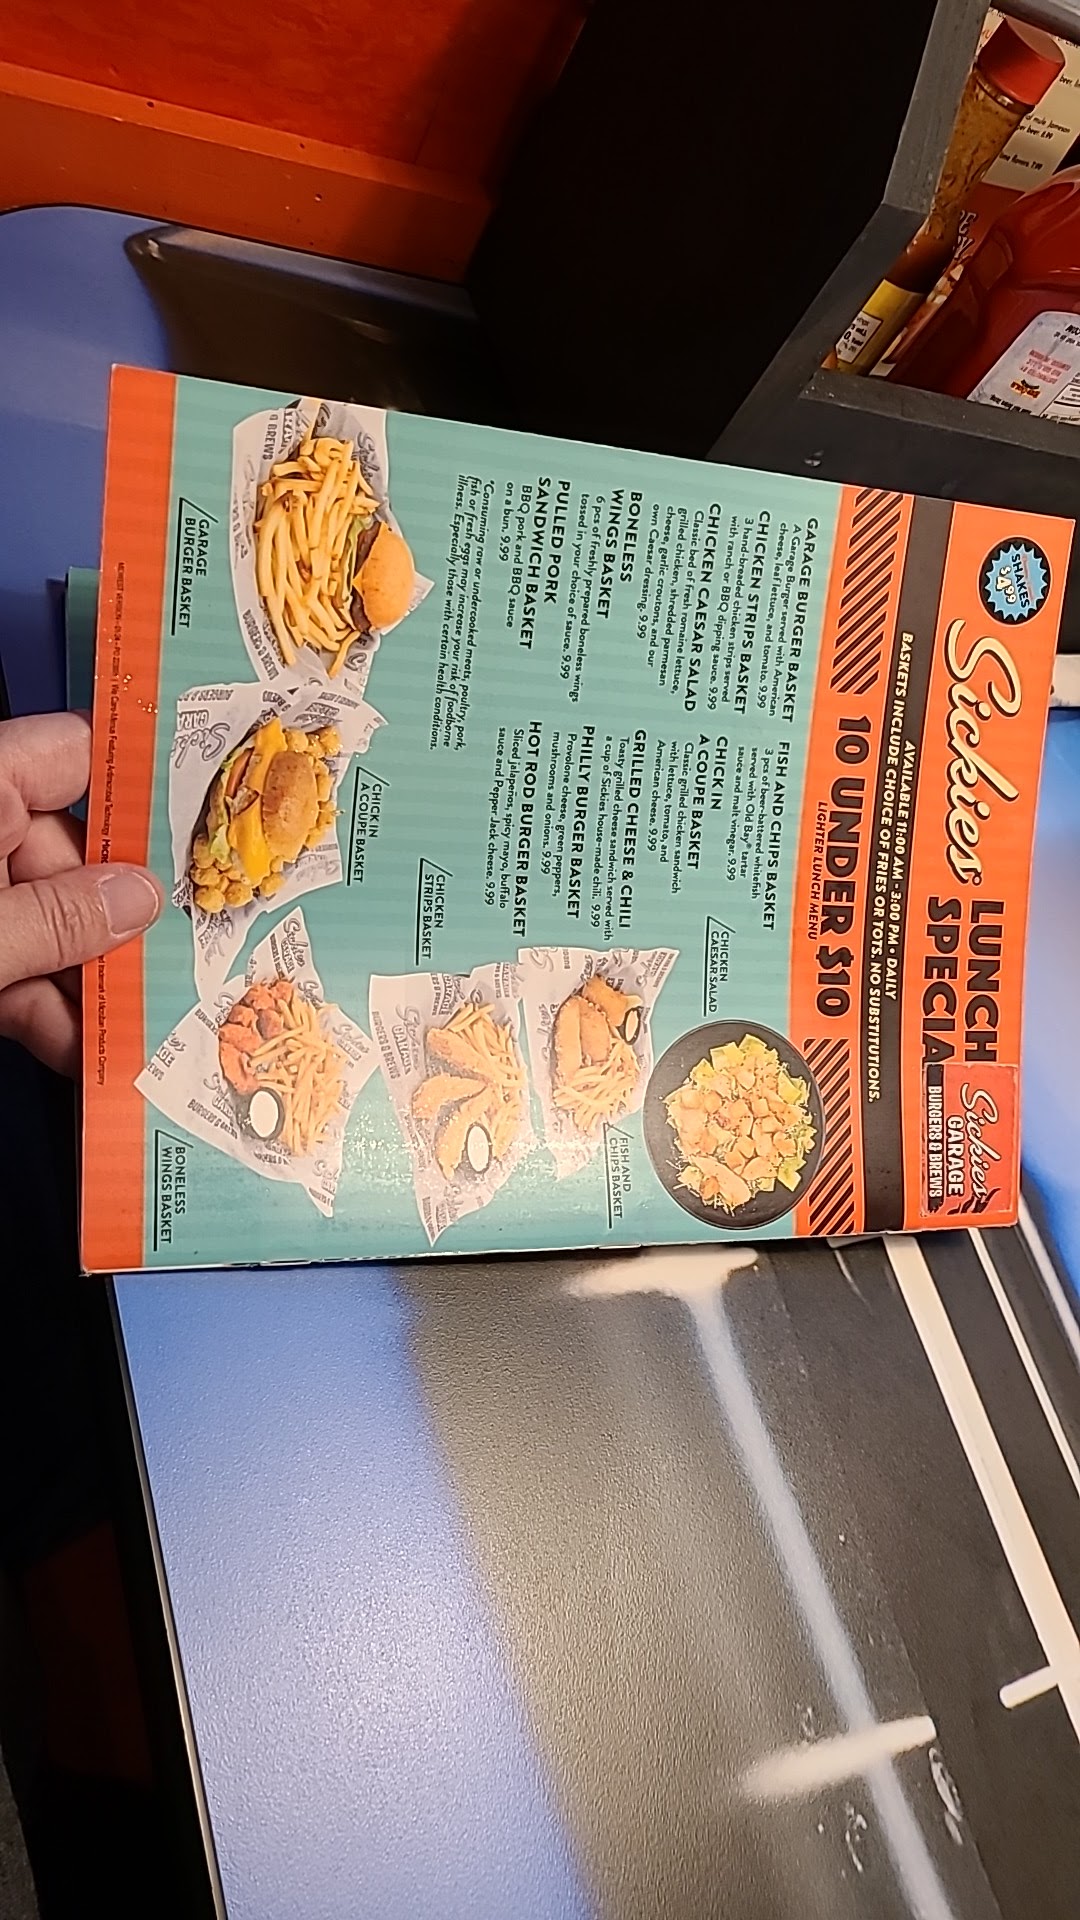 SHAKES
$4.99
Sickies
LUNCH
SPECIAL
Sickies
GARAGE
BURGERS & BREWS
AVAILABLE 11:00 AM - 3:00 PM • DAILY
BASKETS INCLUDE CHOICE OF FRIES OR TOTS. NO SUBSTITUTIONS.
10 UNDER $10
LIGHTER LUNCH MENU
GARAGE BURGER BASKET
A Garage Burger served with American
cheese, leaf lettuce, and tomato. 9.99
CHICKEN STRIPS BASKET
3 hand-breaded chicken strips served
with ranch or BBQ dipping sauce. 9.99
CHICKEN CAESAR SALAD
Classic bed of fresh romaine lettuce,
grilled chicken, shredded parmesan
cheese, garlic croutons, and our
own Caesar dressing. 9.99
BONELESS
WINGS BASKET
6 pcs of freshly prepared boneless wings
tossed in your choice of sauce. 9.99
PULLED PORK
SANDWICH BASKET
BBQ pork and BBQ sauce
on a bun. 9.99
*Consuming raw or undercooked meats, poultry, pork,
fish or fresh eggs may increase your risk of foodborne
illness. Especially those with certain health conditions.
FISH AND CHIPS BASKET
3 pcs of beer-battered whitefish
served with Old Bay® tartar
sauce and malt vinegar. 9.99
CHICK IN
A COUPE BASKET
Classic grilled chicken sandwich
with lettuce, tomato, and
American cheese. 9.99
GRILLED CHEESE & CHILI
Toasty grilled cheese sandwich served with
a cup of Sickies house-made chili. 9.99
PHILLY BURGER BASKET
Provolone cheese, green peppers,
mushrooms and onions. 9.99
HOT ROD BURGER BASKET
Sliced jalapeños, spicy mayo, buffalo
sauce and Pepper Jack cheese. 9.99
CHICKEN
CAESAR SALAD
FISH AND
CHIPS BASKET
CHICKEN
STRIPS BASKET
CHICK IN
A COUPE BASKET
GARAGE
BURGER BASKET
BONELESS
WINGS BASKET